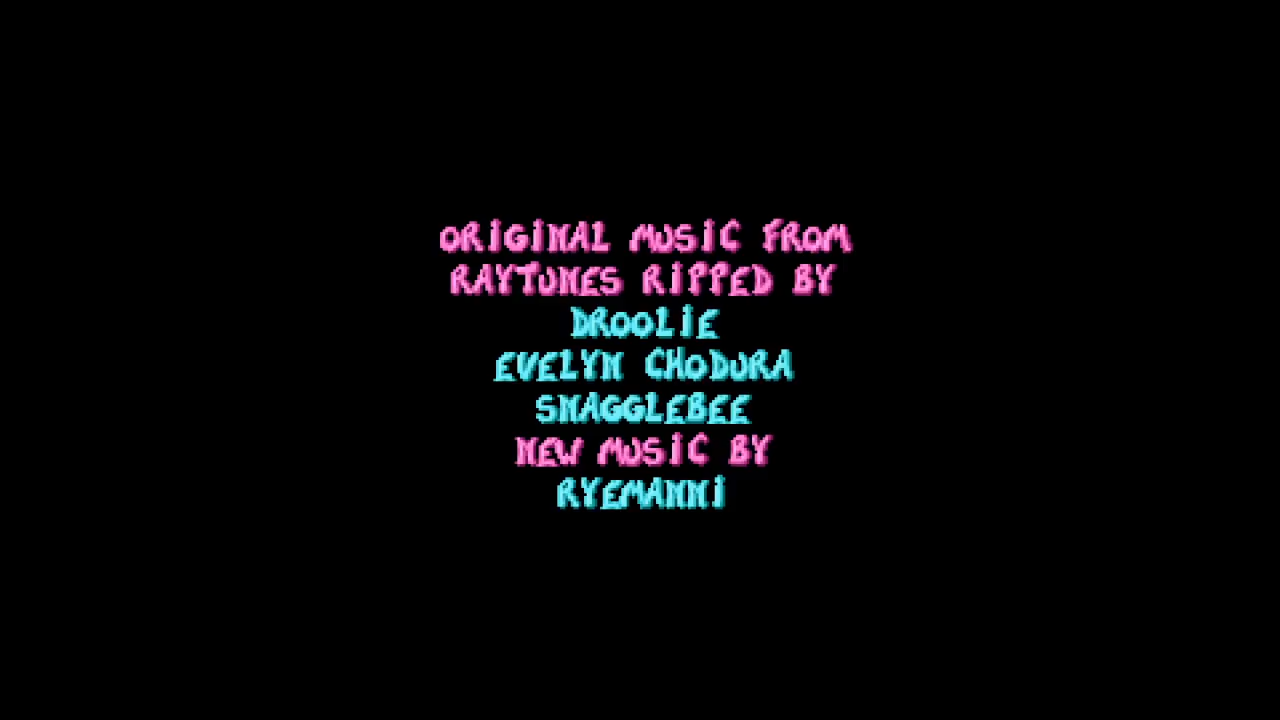 ORIGINAL MUSIC FROM
RAYTUNES RIPPED BY
DROOLIE
EVELYN CHODURA
SNAGGLEBEE
NEW MUSIC BY
RYEMANNI